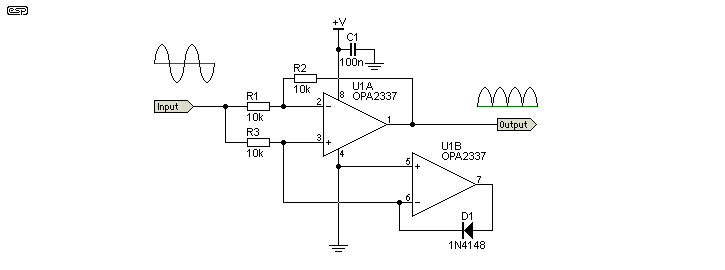 esp
+V
C1
100n
R2
10k
U1A
OPA2337
8
Input
R1
10k
2
-
1
Output
R3
10k
3
+
4
U1B
OPA2337
5
+
7
6
-
D1
1N4148